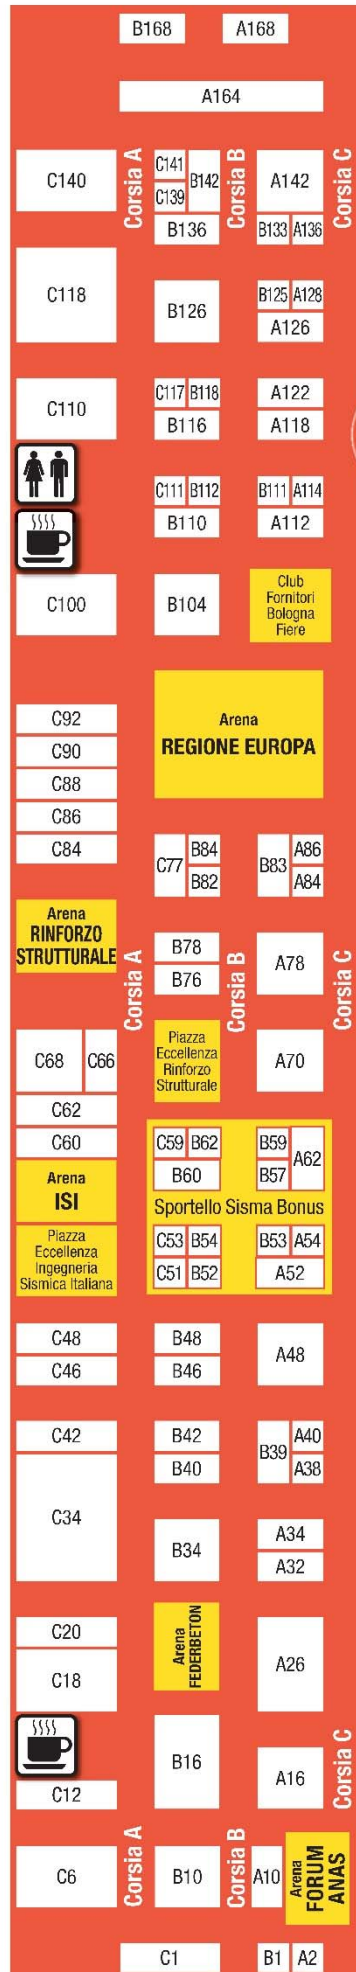 B168 A168
A164
C140 Corsia A C141 B142 Corsia B A142 Corsia C
C139
B136 B133 A136
C118 B126 B125 A128
A126
C110 C117 B118 A122
B116 A118
C111 B112 B111 A114
B110 A112
C100 B104 Club
Fornitori
Bologna
Fiere
Arena
REGIONE EUROPA
C92
C90
C88
C86
C84
C77 B84 B83 A86
B82 A84
Arena
RINFORZO
STRUTTURALE
Corsia A B78 Corsia B A78 Corsia C
B76
C68 C66 Piazza
Eccellenza
Rinforzo
Strutturale
A70
C62
C60 C59 B62 B59 A62
B60 B57
Arena
ISI
Sportello Sisma Bonus
Piazza
Eccellenza
Ingegneria
Sismica Italiana
C53 B54 B53 A54
C51 B52 A52
C48 B48 A48
C46 B46
C42 B42 B39 A40
B40 A38
C34 B34 A34
A32
C20 Arena
FEDERBETON
A26
C18
B16 A16 Corsia C
C12
C6 Corsia A B10 Corsia B A10 Arena
FORUM
ANAS
C1 B1 A2